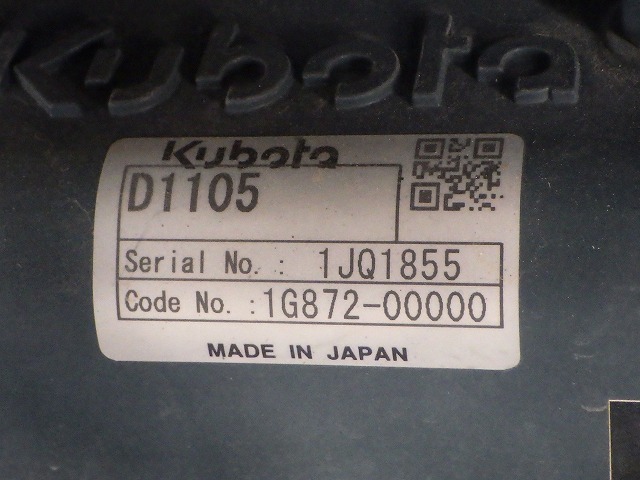 Kubota
Kubota
D1105
Serial No. : 1JQ1855
Code No. :1G872-00000
MADE IN JAPAN